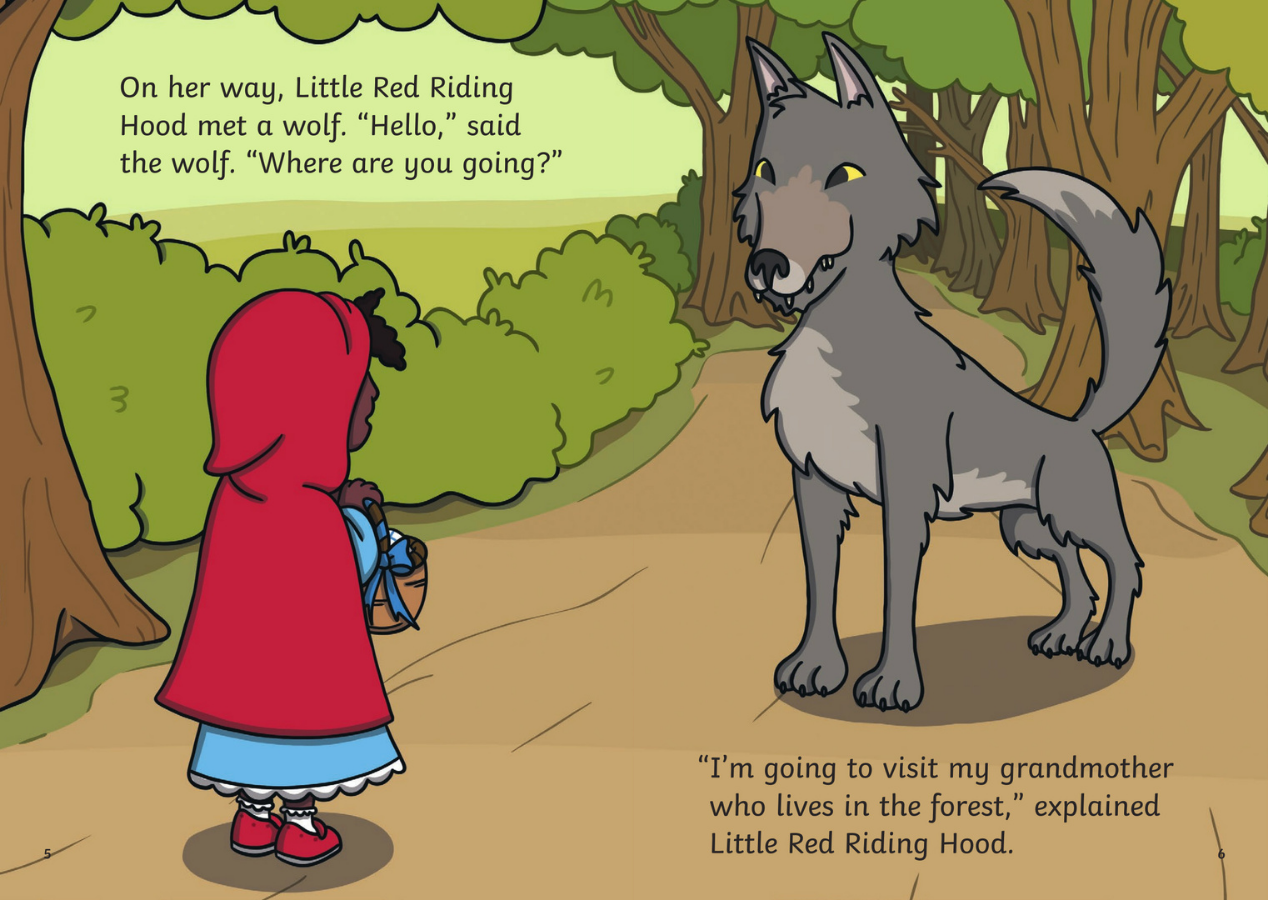 On her way, Little Red Riding
Hood met a wolf. “Hello,” said
the wolf. “Where are you going?”
“I’m going to visit my grandmother
who lives in the forest,” explained
Little Red Riding Hood.
5
6